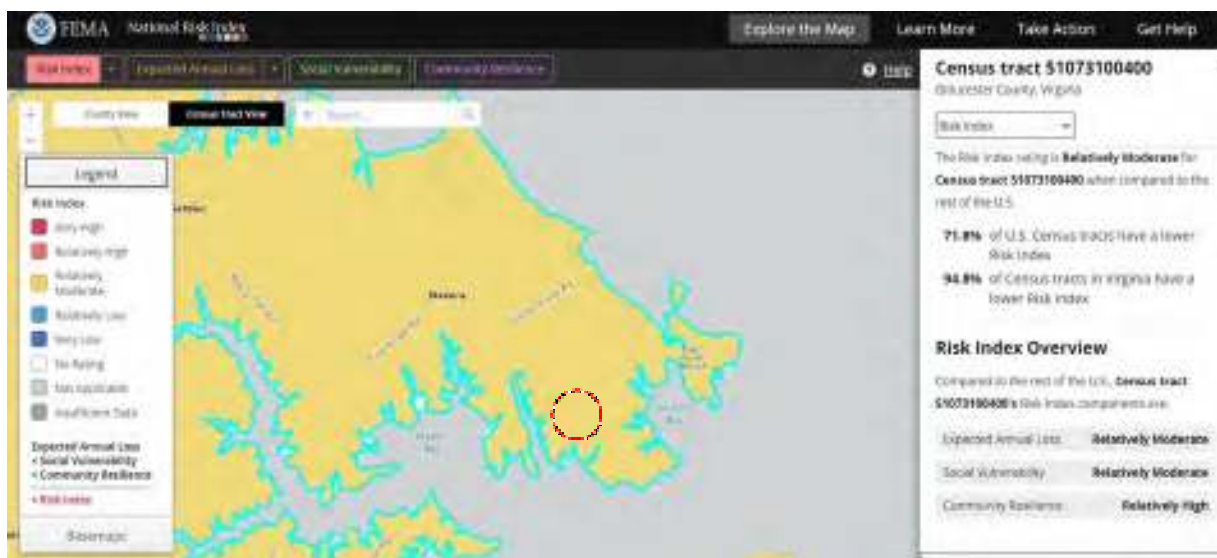 FEMA National Risk Index
Explore the Map Learn More Take Action Get Help
Risk Index Expected Annual Loss Social Vulnerability Community Resilience Help
County View Census Tract View Search...
Legend
Risk Index
Very High
Relatively High
Relatively
Moderate
Relatively Low
Very Low
No Rating
Not Applicable
Insufficient Data
Expected Annual Loss
× Social Vulnerability
÷ Community Resilience
= Risk Index
Basemaps
Census tract 51073100400
Gloucester County, Virginia
Risk Index
The Risk Index rating is Relatively Moderate for
Census tract 51073100400 when compared to the
rest of the U.S.
71.8% of U.S. Census tracts have a lower
Risk Index
94.8% of Census tracts in Virginia have a
lower Risk Index
Risk Index Overview
Compared to the rest of the U.S., Census tract
51073100400's Risk Index components are:
Expected Annual Loss Relatively Moderate
Social Vulnerability Relatively Moderate
Community Resilience Relatively High